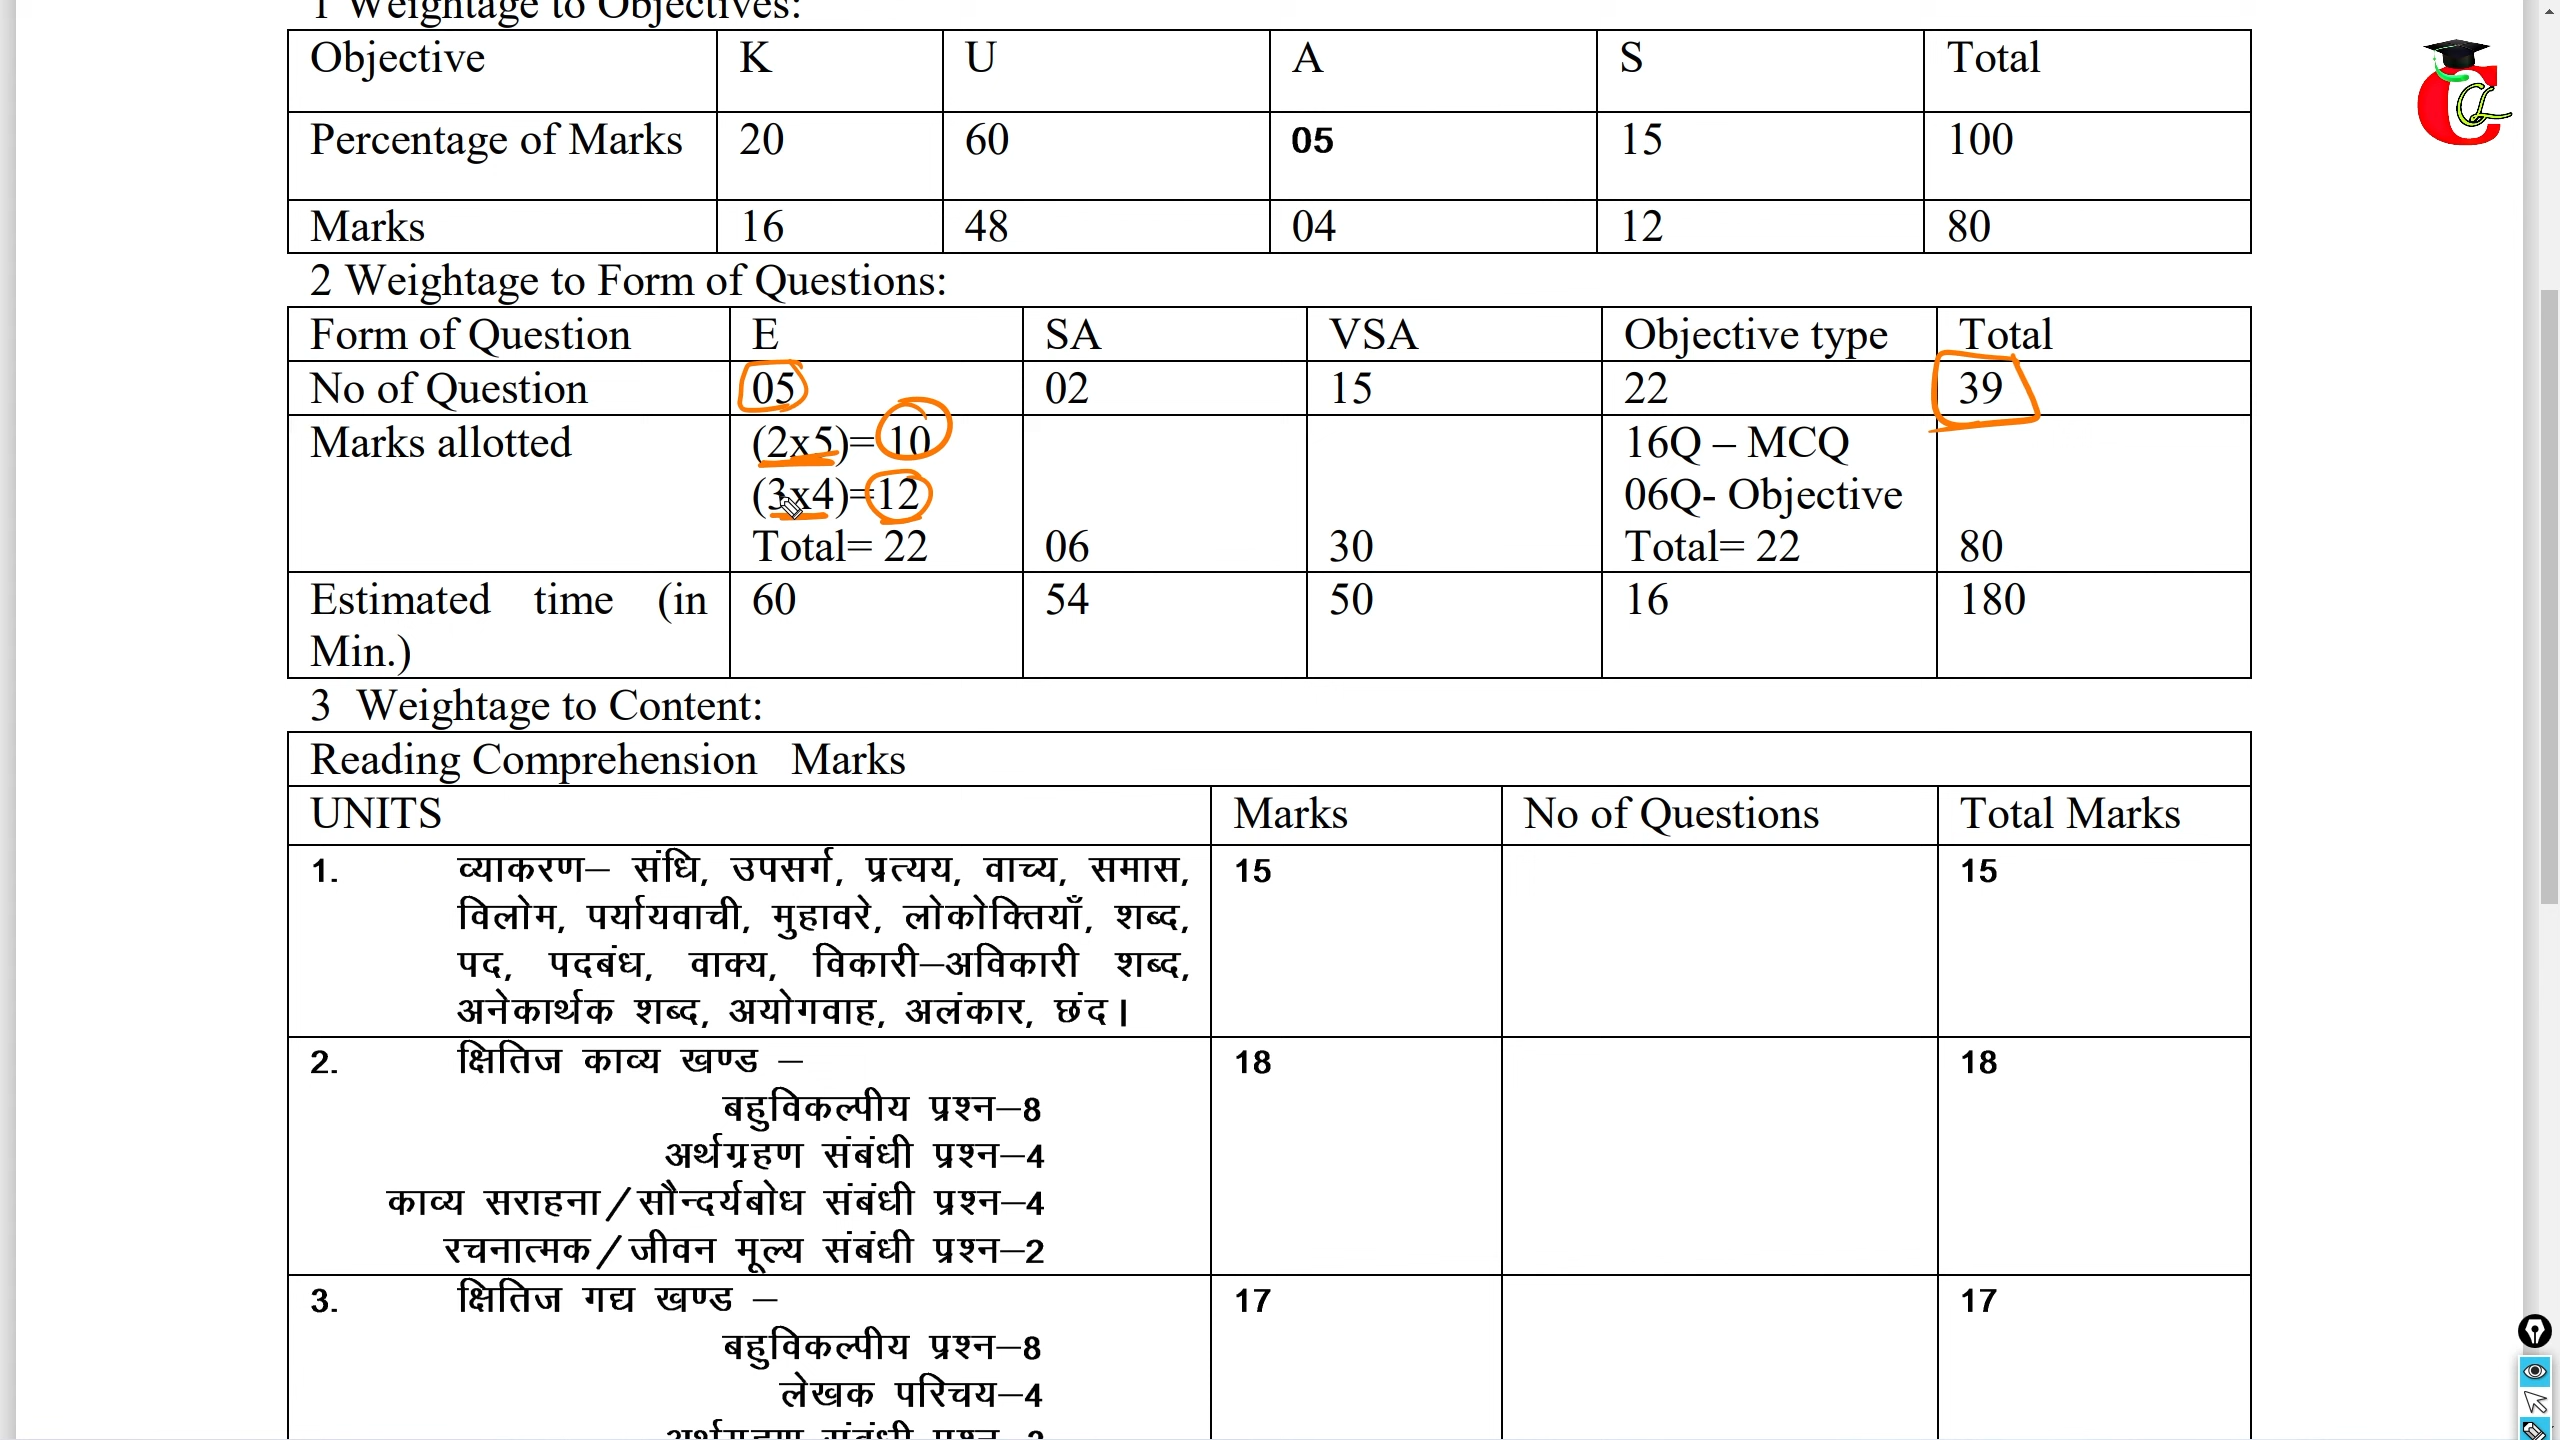 1 Weightage to Objectives:
Objective K U A S Total
Percentage of Marks 20 60 05 15 100
Marks 16 48 04 12 80
2 Weightage to Form of Questions:
Form of Question E SA VSA Objective type Total
No of Question 05 02 15 22 39
Marks allotted (2x5)= 10 16Q – MCQ
(3x4)=12 06Q- Objective
Total= 22 06 30 Total= 22 80
Estimated time (in 60 54 50 16 180
Min.)
3 Weightage to Content:
Reading Comprehension Marks
UNITS Marks No of Questions Total Marks
1. व्याकरण– संधि, उपसर्ग, प्रत्यय, वाच्य, समास, 15 15
विलोम, पर्यायवाची, मुहावरे, लोकोक्तियाँ, शब्द,
पद, पदबंध, वाक्य, विकारी–अविकारी शब्द,
अनेकार्थक शब्द, अयोगवाह, अलंकार, छंद।
2. क्षितिज काव्य खण्ड – 18 18
बहुविकल्पीय प्रश्न–8
अर्थग्रहण संबंधी प्रश्न–4
काव्य सराहना/सौन्दर्यबोध संबंधी प्रश्न–4
रचनात्मक/जीवन मूल्य संबंधी प्रश्न–2
3. क्षितिज गद्य खण्ड – 17 17
बहुविकल्पीय प्रश्न–8
लेखक परिचय–4